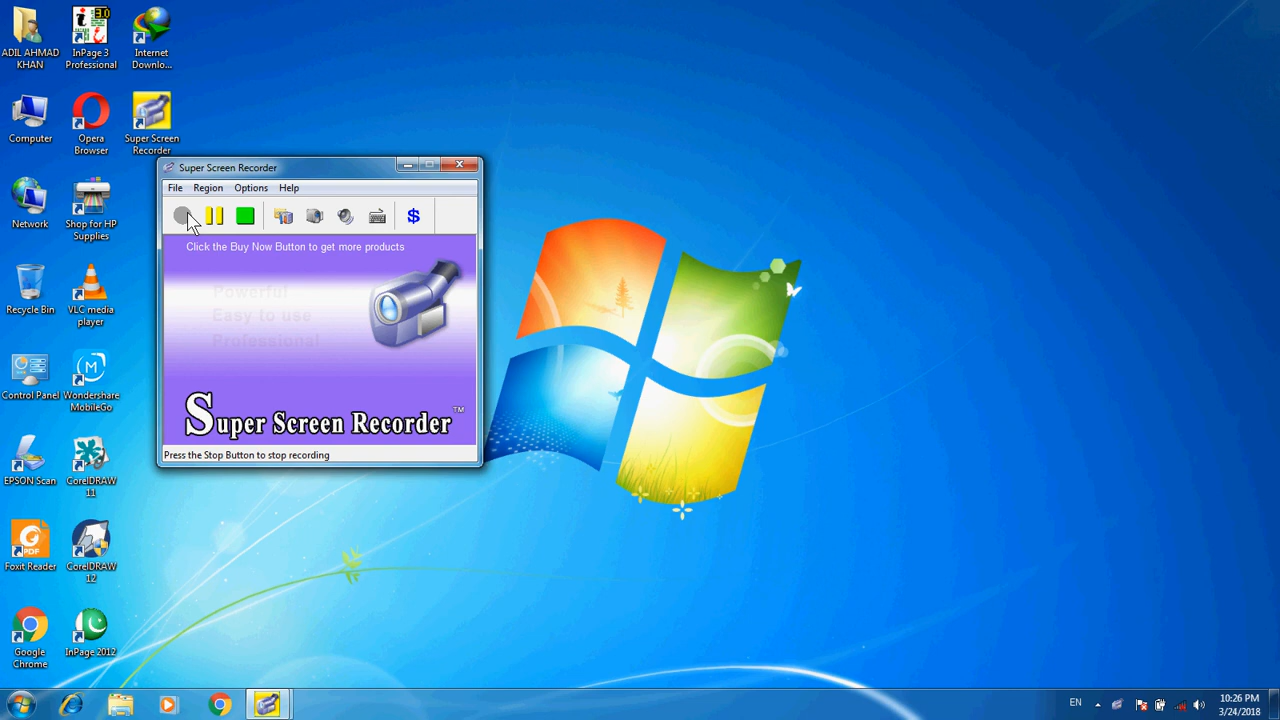 ADIL AHMAD
KHAN
InPage 3
Professional
Internet
Downlo...
Computer
Opera
Browser
Super Screen
Recorder
Network
Shop for HP
Supplies
Recycle Bin
VLC media
player
Control Panel
Wondershare
MobileGo
EPSON Scan
CorelDRAW
11
Foxit Reader
CorelDRAW
12
Google
Chrome
InPage 2012
3.0
PDF
Super Screen Recorder
File Region Options Help
$
Click the Buy Now Button to get more products
Powerful
Easy to use
Professional
Super Screen Recorder™
Press the Stop Button to stop recording
EN
10:26 PM
3/24/2018